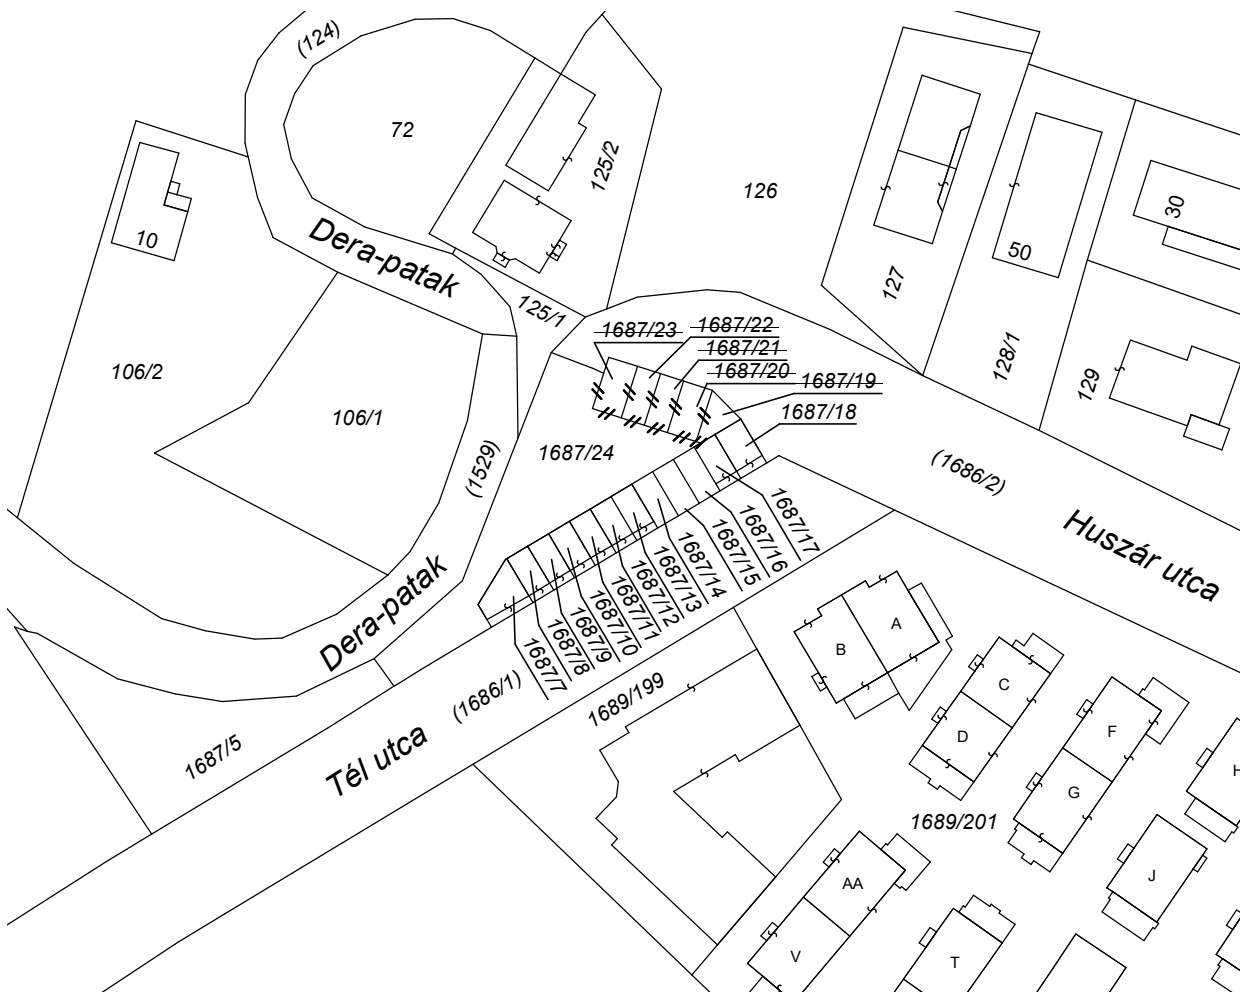 (124)
72
125/2
126
10
Dera-patak
127
50
30
125/1
1687/23
1687/22
1687/21
1687/20
1687/19
1687/18
128/1
129
106/2
106/1
(1529)
1687/24
(1686/2)
Huszár utca
1687/17
1687/16
1687/15
1687/14
1687/13
1687/12
1687/11
1687/10
1687/9
1687/8
1687/7
Dera-patak
(1686/1)
1689/199
1687/5
Tél utca
B
A
C
D
F
G
H
1689/201
J
AA
V
T